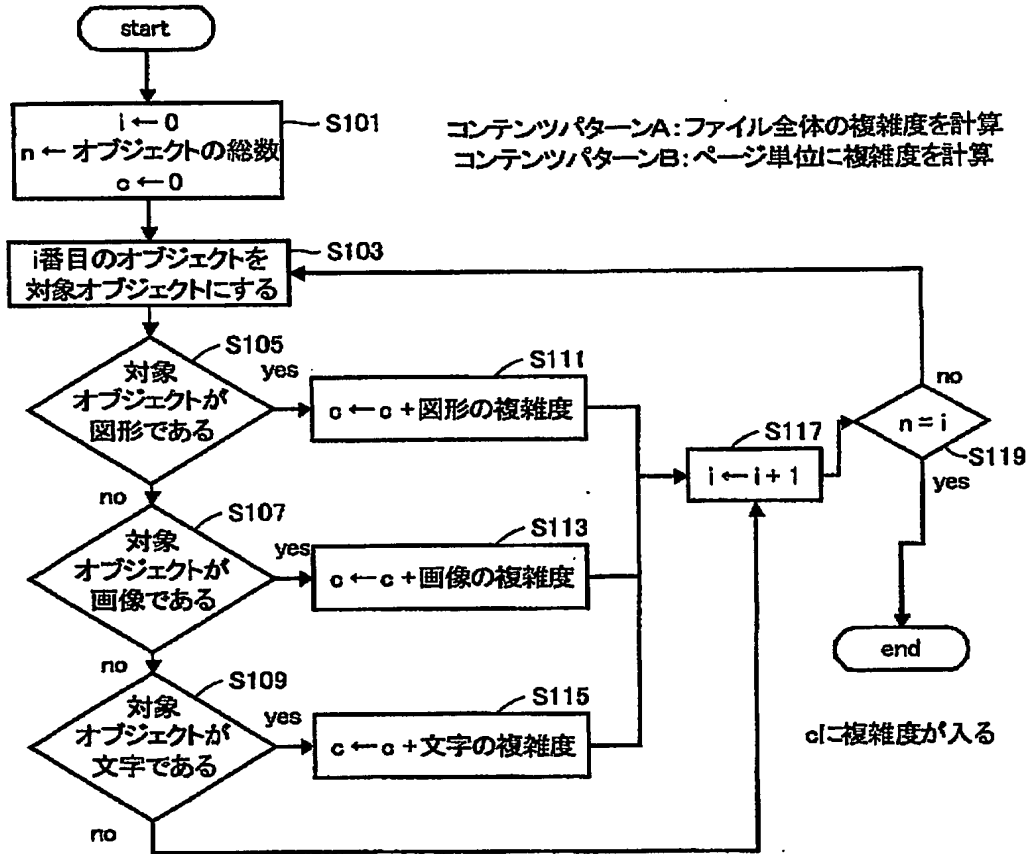 start
i ← 0
n ← オブジェクトの総数
c ← 0
S101
コンテンツパターンA：ファイル全体の複雑度を計算
コンテンツパターンB：ページ単位に複雑度を計算
i番目のオブジェクトを
対象オブジェクトにする
S103
対象
オブジェクトが
図形である
S105
yes
no
c ← c + 図形の複雑度
S111
対象
オブジェクトが
画像である
S107
yes
no
c ← c + 画像の複雑度
S113
対象
オブジェクトが
文字である
S109
yes
no
c ← c + 文字の複雑度
S115
i ← i + 1
S117
n = i
S119
no
yes
end
cに複雑度が入る